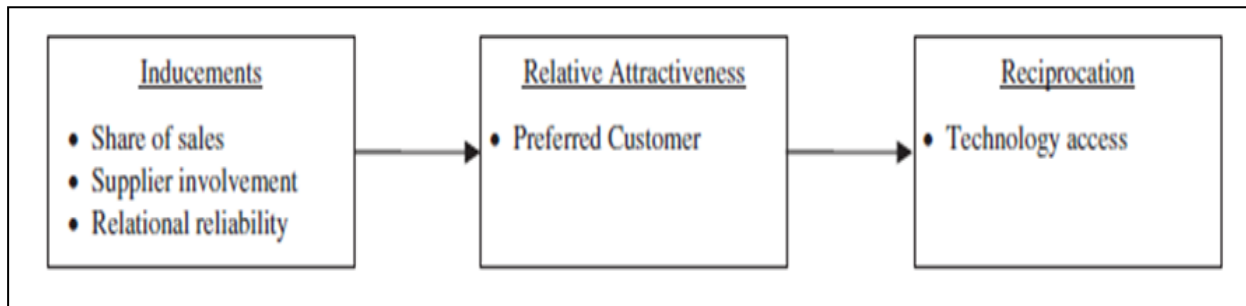 Inducements
• Share of sales
• Supplier involvement
• Relational reliability
Relative Attractiveness
• Preferred Customer
Reciprocation
• Technology access